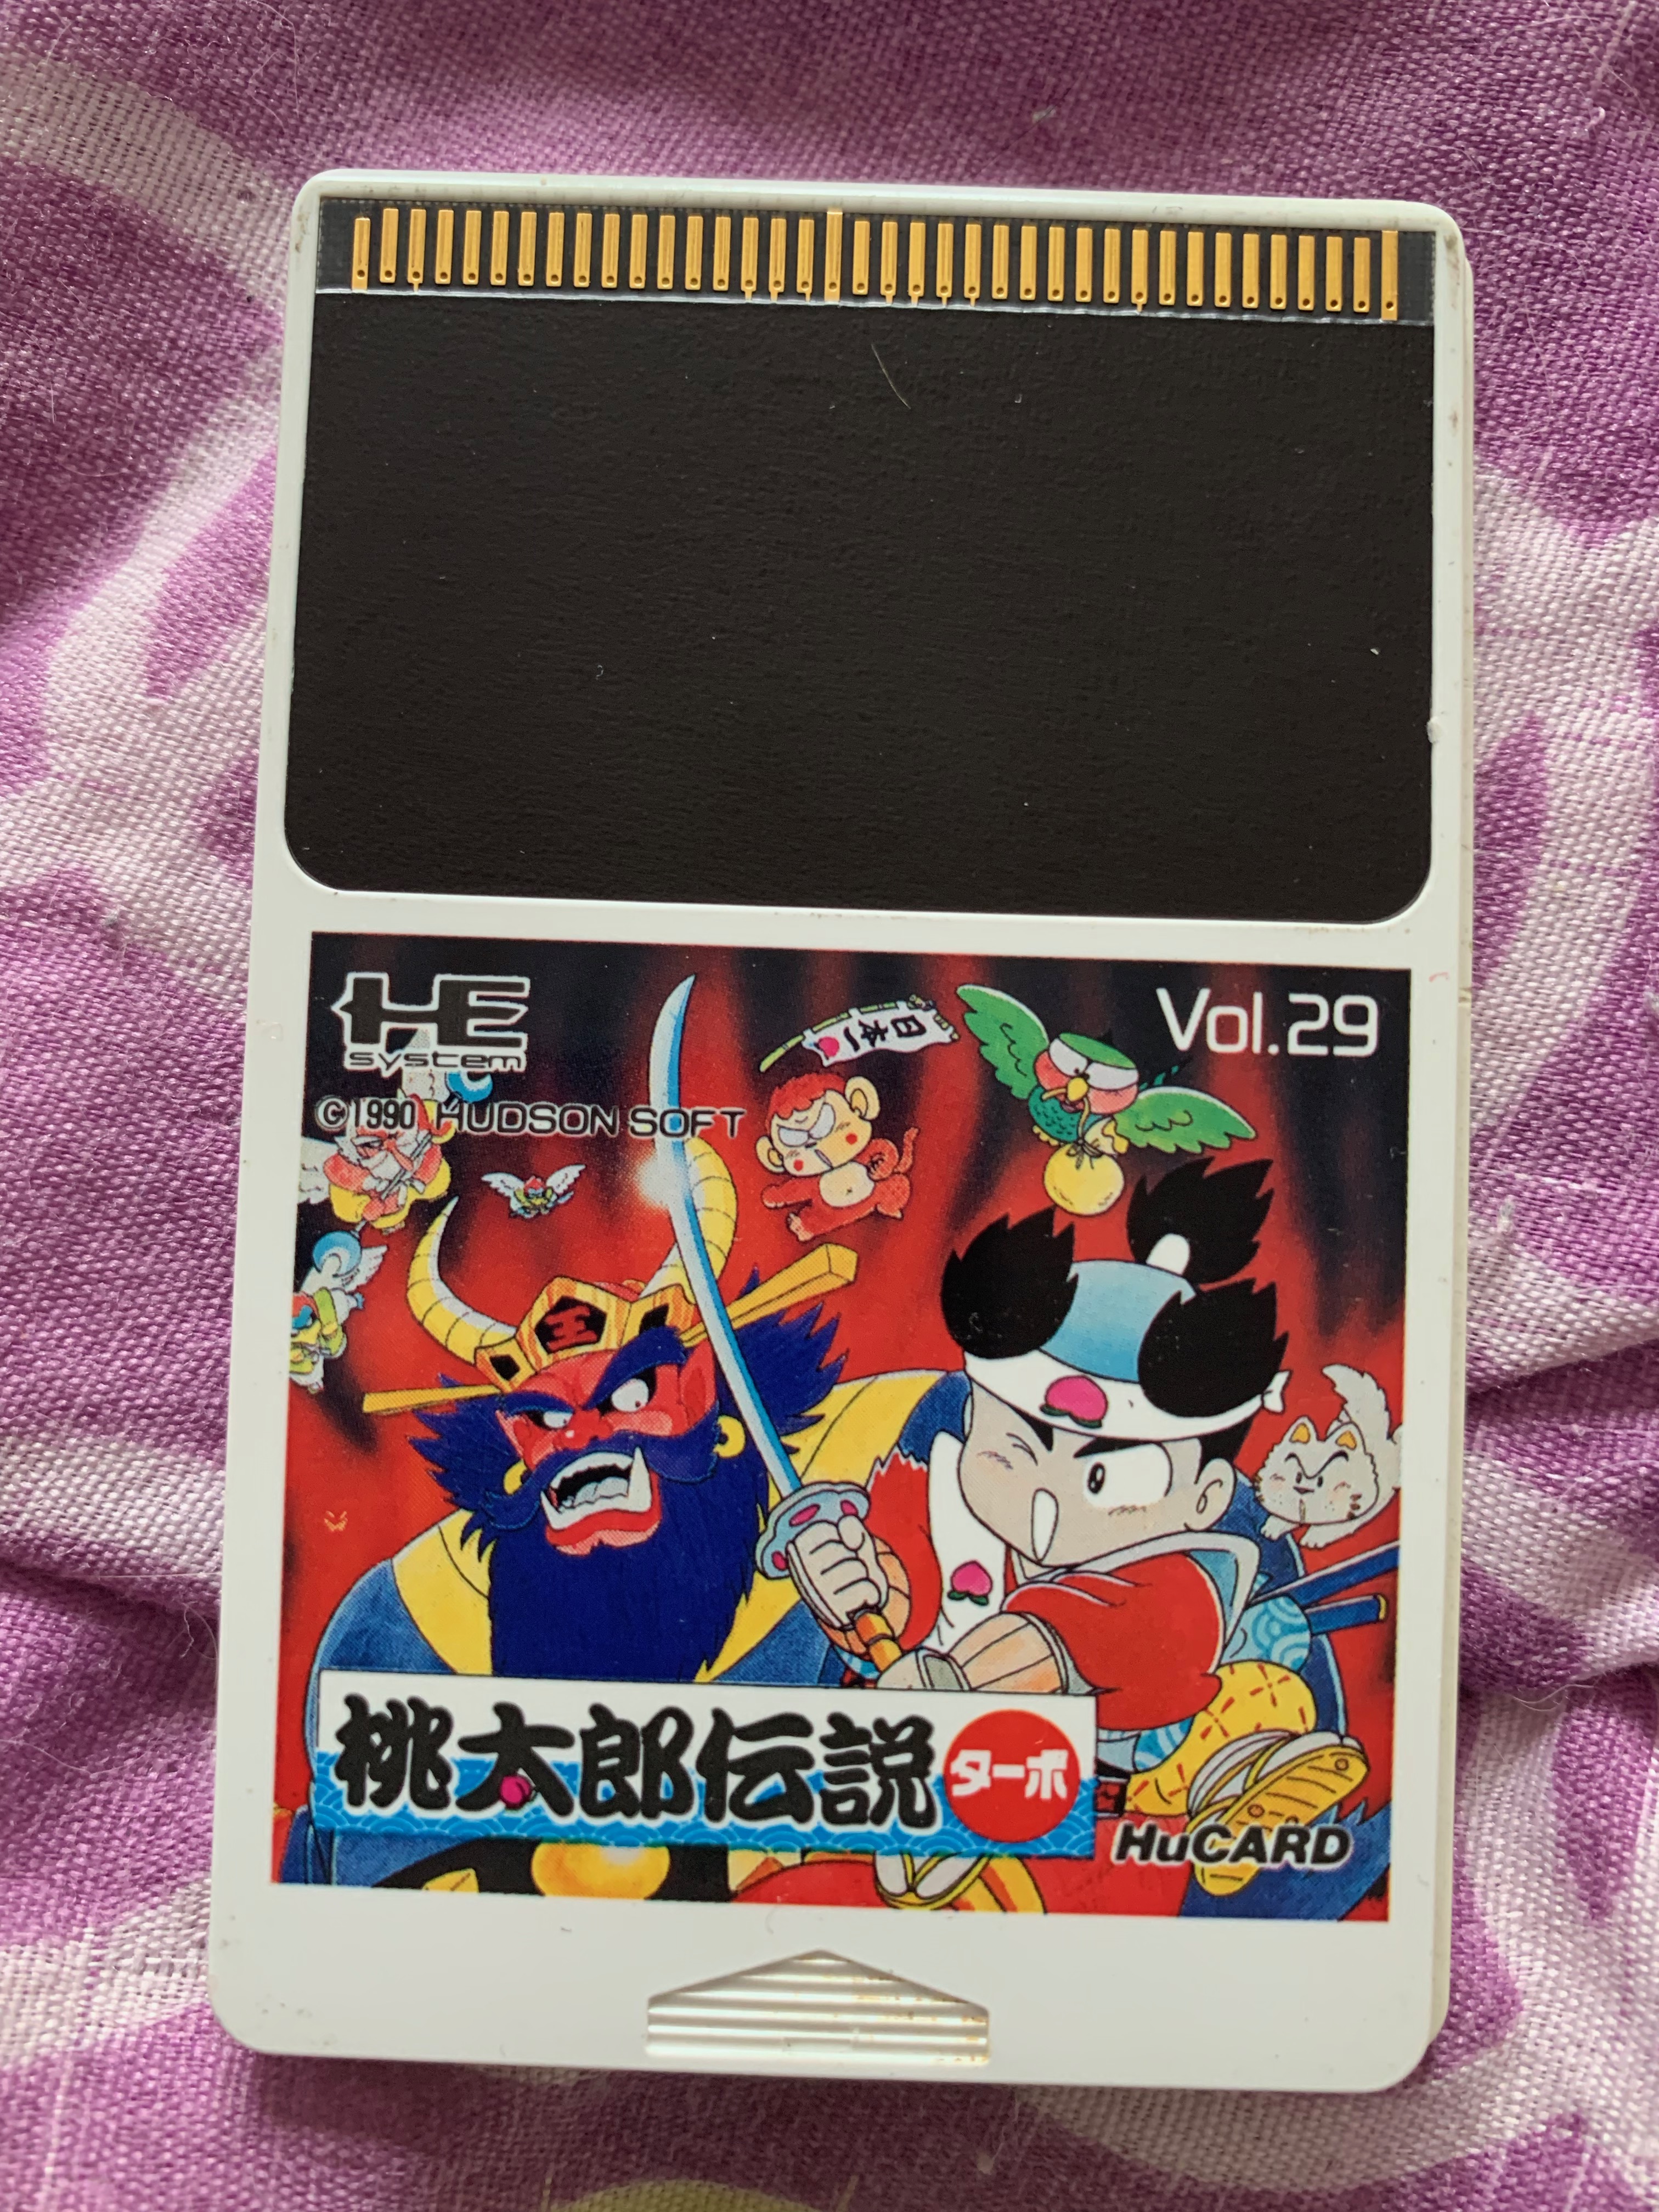 HE
system
Vol.29
©1990 HUDSON SOFT
日本一
王
桃太郎伝説
ターボ
HuCARD